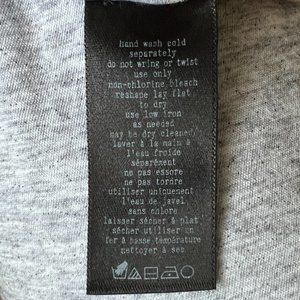 hand wash cold
separately
do not wring or twist
use only
non-chlorine bleach
reshape lay flat
to dry
use low iron
as needed
may be dry cleaned
laver à la main à
l'eau froide
séparément
ne pas essore
ne pas tordre
utiliser uniquement
l'eau de javel
sans chlore
laisser sécher à plat
sécher utiliser un
fer à basse température
nettoyer à sec